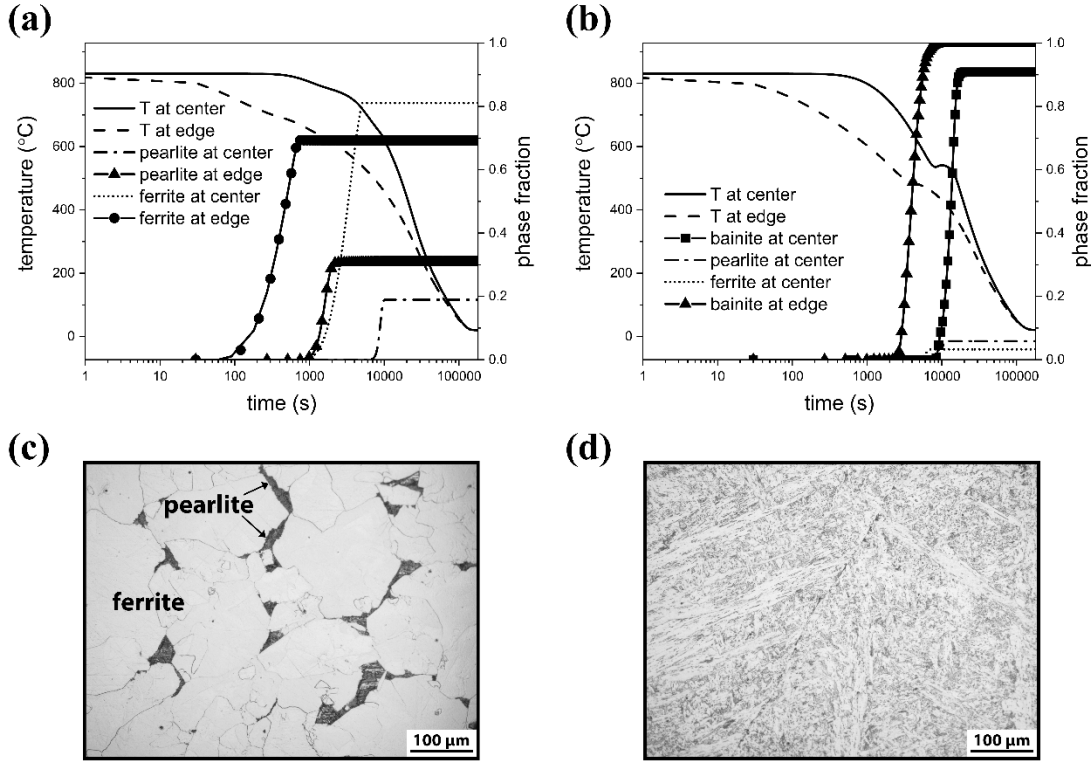 (a)
temperature (°C)
800
600
400
200
0
1.0
0.8
0.6
0.4
0.2
0.0
phase fraction
T at center
T at edge
pearlite at center
pearlite at edge
ferrite at center
ferrite at edge
1 10 100 1000 10000 100000
time (s)
(b)
temperature (°C)
800
600
400
200
0
1.0
0.8
0.6
0.4
0.2
0.0
phase fraction
T at center
T at edge
bainite at center
pearlite at center
ferrite at center
bainite at edge
1 10 100 1000 10000 100000
time (s)
(c)
pearlite
ferrite
100 µm
(d)
100 µm